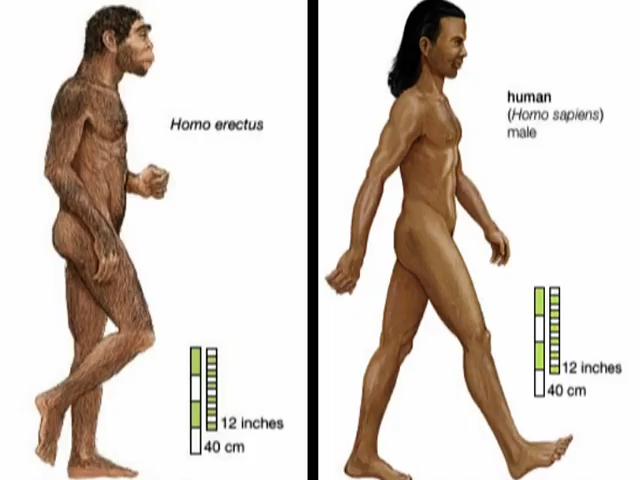 Homo erectus
12 inches
40 cm
human
(Homo sapiens)
male
12 inches
40 cm